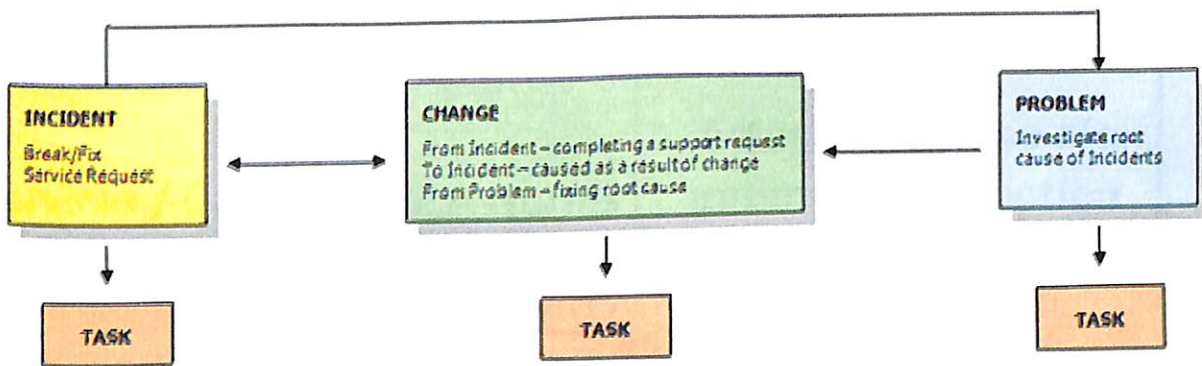 INCIDENT
Break/Fix
Service Request
CHANGE
From Incident – completing a support request
To Incident – caused as a result of change
From Problem – fixing root cause
PROBLEM
Investigate root
cause of Incidents
TASK
TASK
TASK